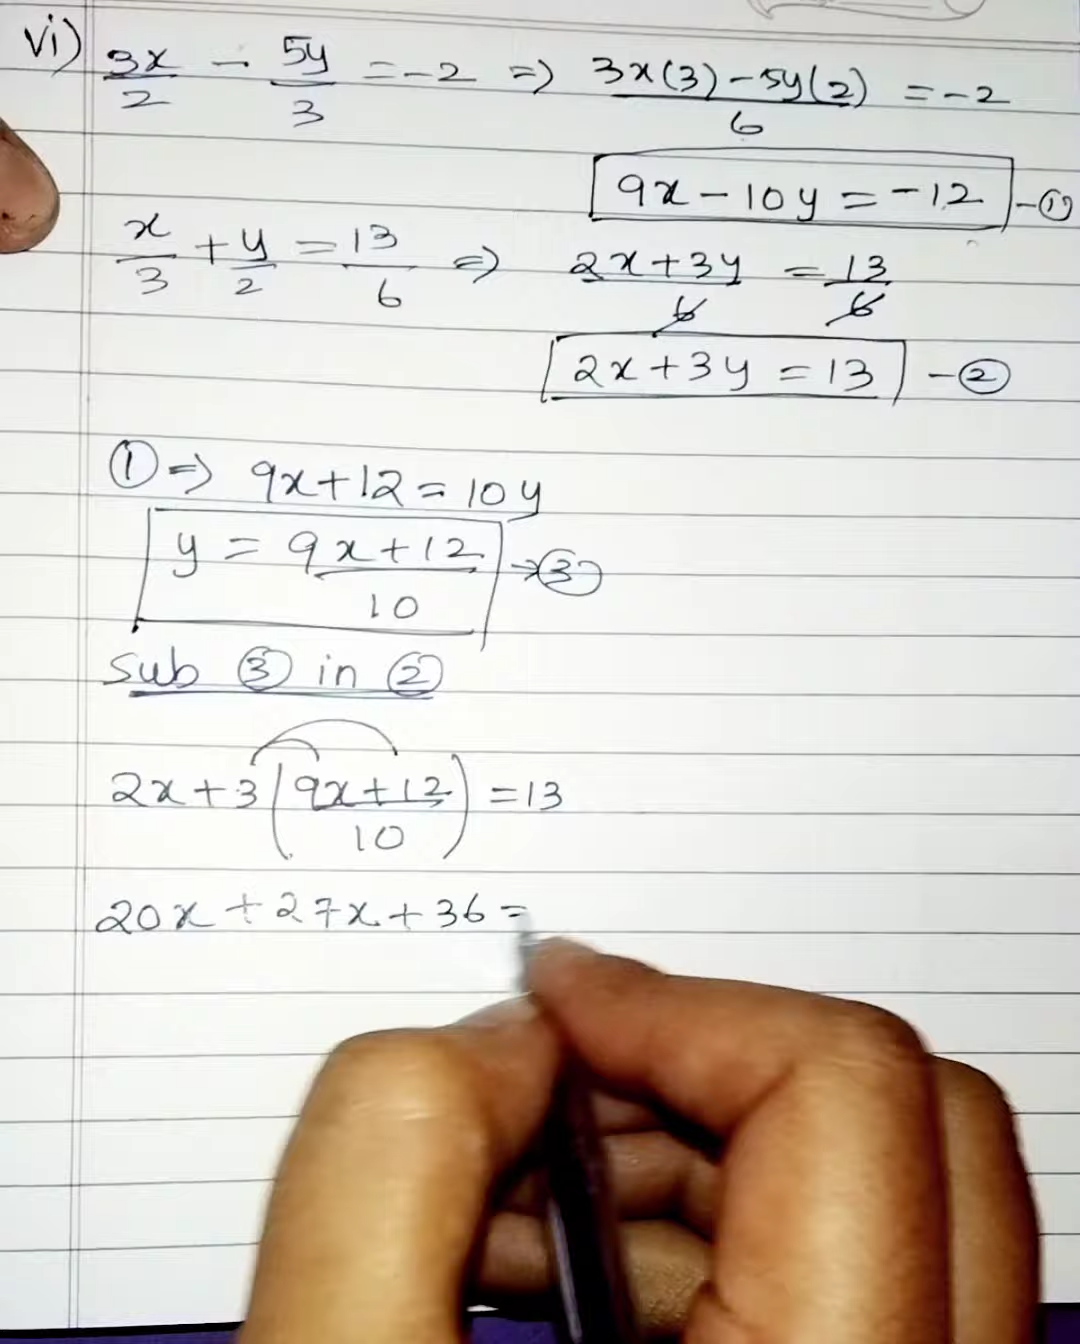 vi) 3x/2 - 5y/3 = -2 => 3x(3) - 5y(2)/6 = -2
9x - 10y = -12 - ①
x/3 + y/2 = 13/6 => 2x + 3y/6 = 13/6
2x + 3y = 13 - ②
① => 9x + 12 = 10y
y = 9x + 12/10 → ③
Sub ③ in ②
2x + 3(9x + 12/10) = 13
20x + 27x + 36 =